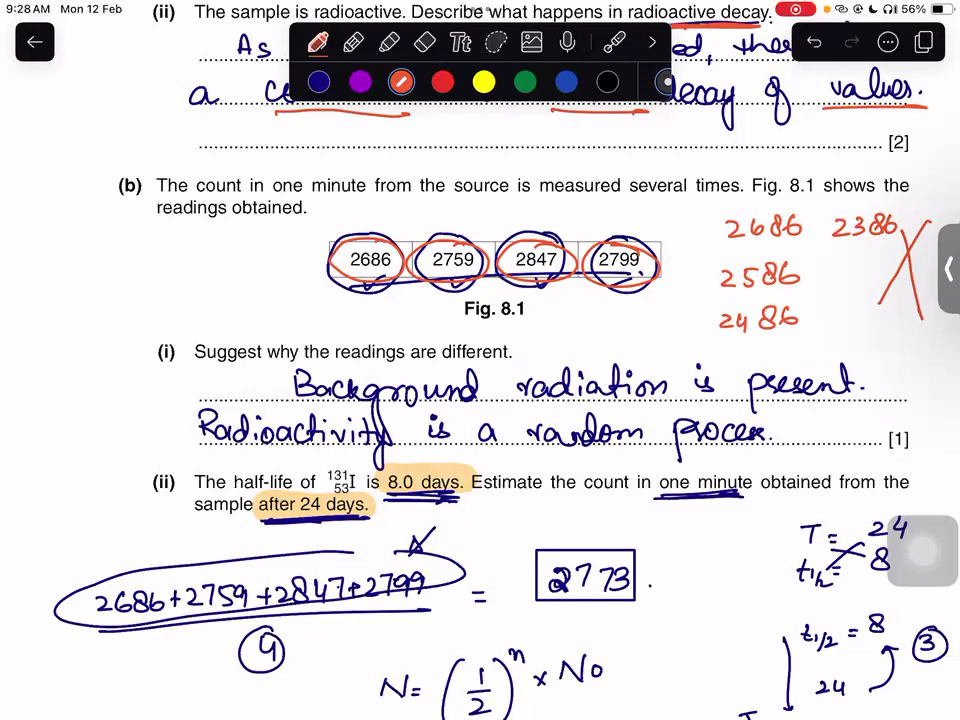 9:28 AM Mon 12 Feb 56%
(ii) The sample is radioactive. Describe what happens in radioactive decay.
As ed, the
Tt
a decay of values.
[2]
(b) The count in one minute from the source is measured several times. Fig. 8.1 shows the
readings obtained.
2686 2386
2686 2759 2847 2799
2586
Fig. 8.1
2486
(i) Suggest why the readings are different.
Background radiation is present.
Radioactivity is a random process. [1]
(ii) The half-life of 131 53 I is 8.0 days. Estimate the count in one minute obtained from the
sample after 24 days.
T = 24
t1/2 = 8
2686+2759+2847+2799 = 2773
4
t1/2 = 8 3
24
N = (1/2)^n × No
T